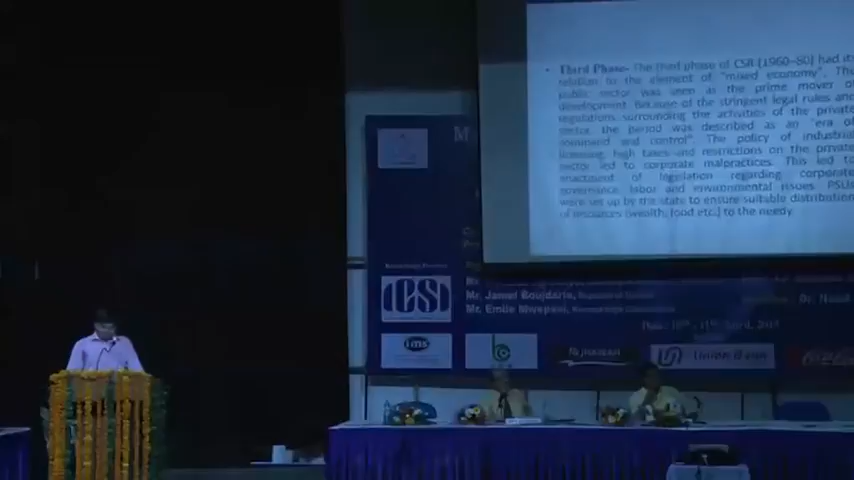 • Third Phase- The third phase of CSR (1960–80) had its
relation to the element of "mixed economy". The
public sector was seen as the prime mover of
development. Because of the stringent legal rules and
regulations surrounding the activities of the private
sector, the period was described as an "era of
command and control". The policy of industrial
licensing, high taxes and restrictions on the private
sector led to corporate malpractices. This led to
enactment of legislation regarding corporate
governance, labor and environmental issues. PSUs
were set up by the state to ensure suitable distribution
of resources (wealth, food etc.) to the needy.
M
ICSI
Mr. Jamel Boujdaria,
Mr. Emile
Dr.
ims
Union Bank